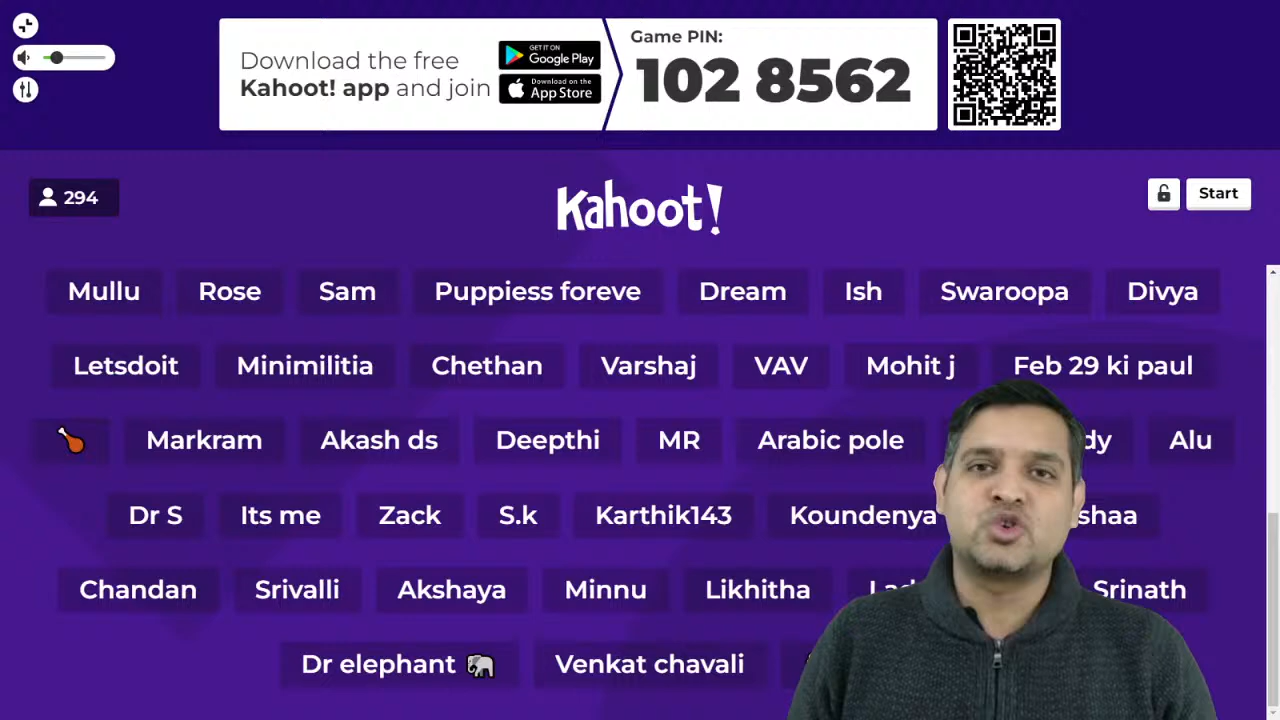 Download the free
Kahoot! app and join
GET IT ON
Google Play
Download on the
App Store
Game PIN:
102 8562
294
Kahoot!
Start
Mullu Rose Sam Puppiess foreve Dream Ish Swaroopa Divya
Letsdoit Minimilitia Chethan Varshaj VAV Mohit j Feb 29 ki paul
Markram Akash ds Deepthi MR Arabic pole Alu
Dr S Its me Zack S.k Karthik143 Koundenya
Chandan Srivalli Akshaya Minnu Likhitha Srinath
Dr elephant 🐘 Venkat chavali